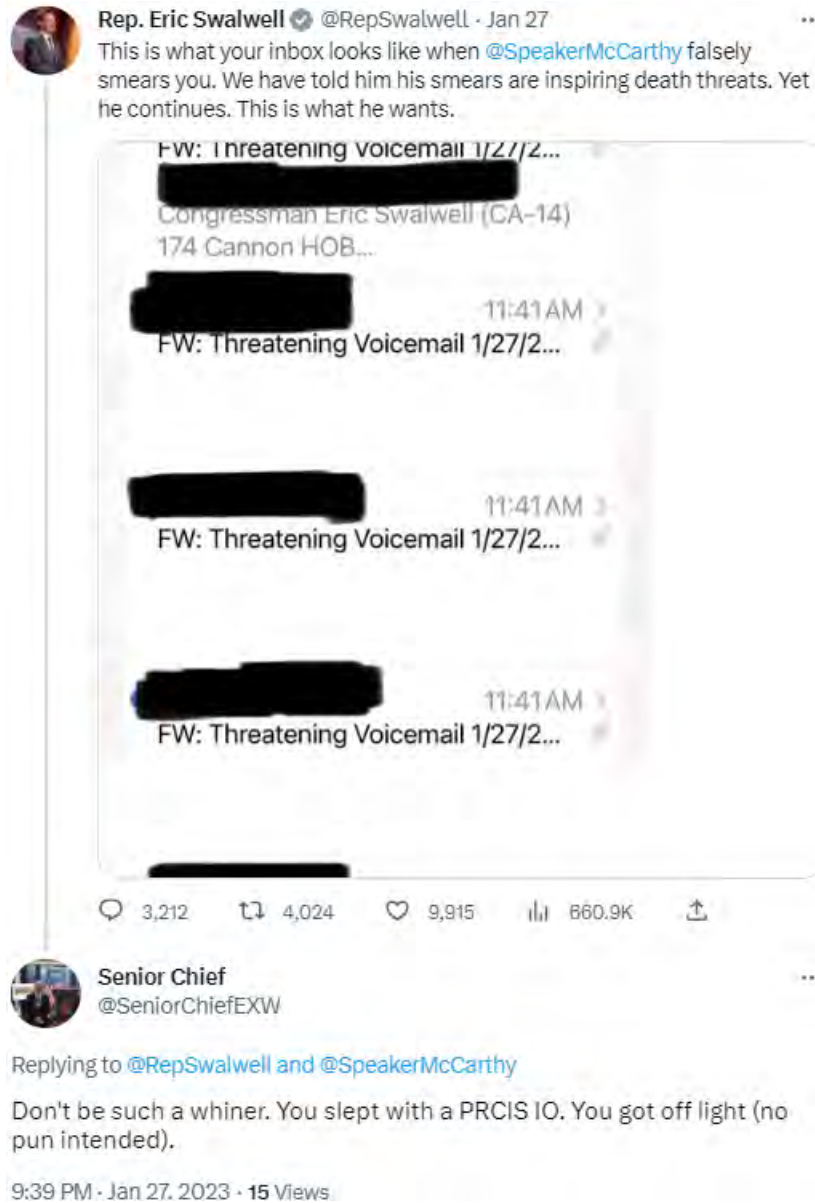 Rep. Eric Swalwell @RepSwalwell · Jan 27
This is what your inbox looks like when @SpeakerMcCarthy falsely
smears you. We have told him his smears are inspiring death threats. Yet
he continues. This is what he wants.
FW: Threatening Voicemail 1/27/2...
Congressman Eric Swalwell (CA-14)
174 Cannon HOB...
11:41 AM
FW: Threatening Voicemail 1/27/2...
11:41 AM
FW: Threatening Voicemail 1/27/2...
11:41 AM
FW: Threatening Voicemail 1/27/2...
3,212 4,024 9,915 660.9K
Senior Chief
@SeniorChiefEXW
Replying to @RepSwalwell and @SpeakerMcCarthy
Don't be such a whiner. You slept with a PRCIS IO. You got off light (no
pun intended).
9:39 PM · Jan 27, 2023 · 15 Views